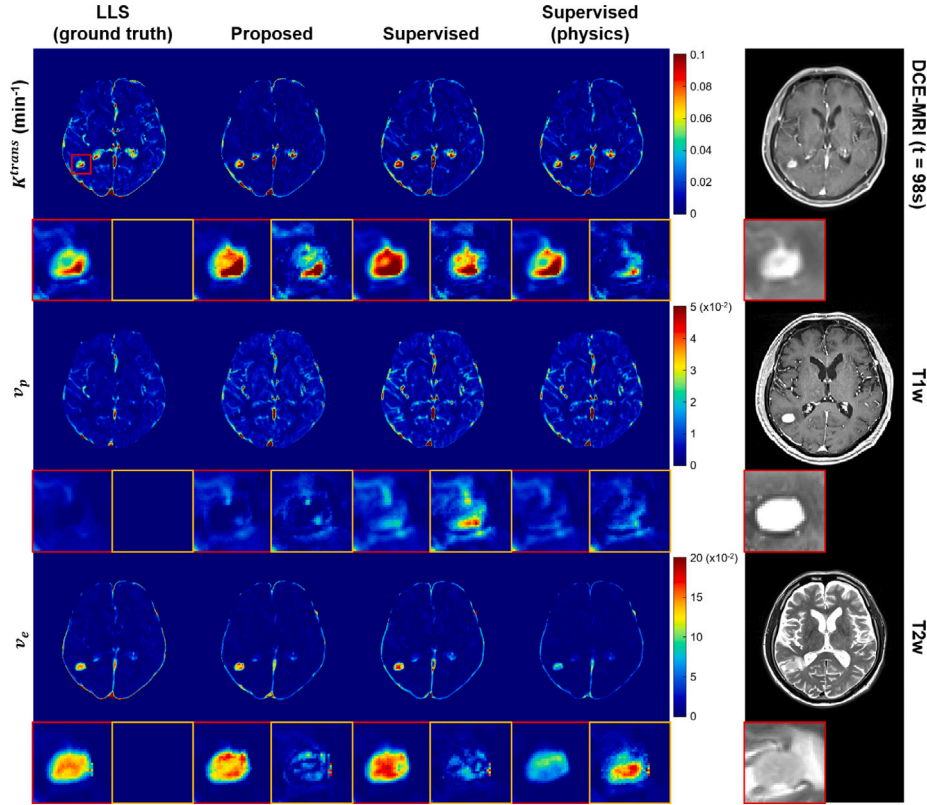 LLS
(ground truth)
Proposed
Supervised
Supervised
(physics)
K^trans (min⁻¹)
0.1
0.08
0.06
0.04
0.02
0
DCE-MRI (t = 98s)
v_p
5 (x10⁻²)
4
3
2
1
0
T1w
v_e
20 (x10⁻²)
15
10
5
0
T2w